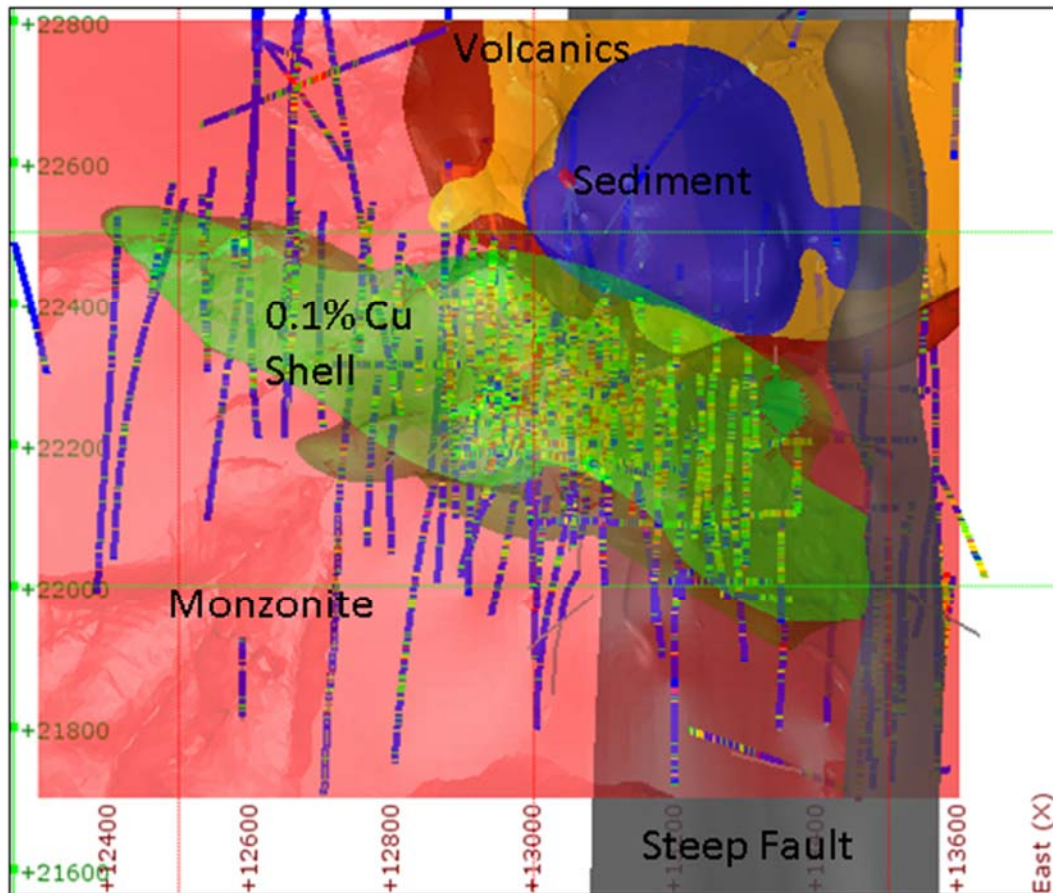 +22800
Volcanics
+22600
Sediment
+22400
0.1% Cu
Shell
+22200
+22000
Monzonite
+21800
+21600
Steep Fault
+12400
+12600
+12800
+13000
+13600
East (X)